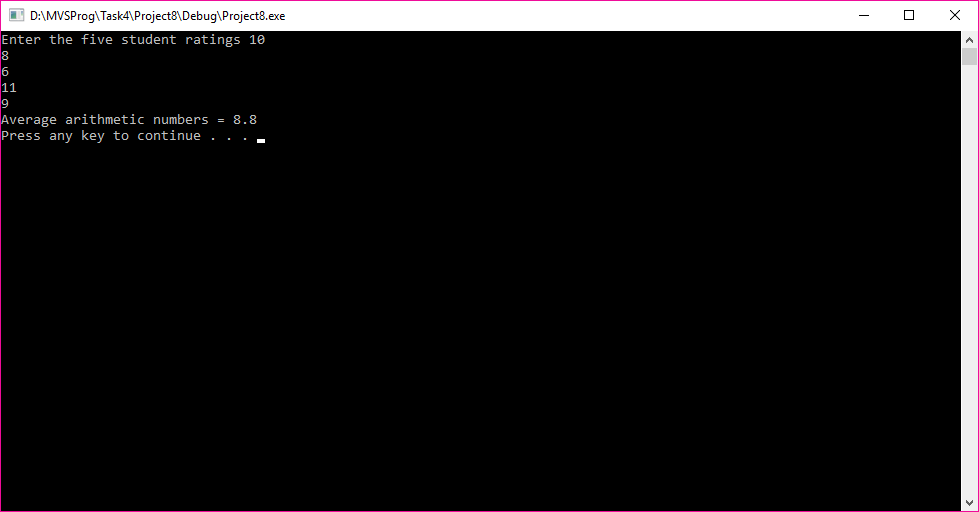 D:\MVSProg\Task4\Project8\Debug\Project8.exe
Enter the five student ratings 10
8
6
11
9
Average arithmetic numbers = 8.8
Press any key to continue . . .